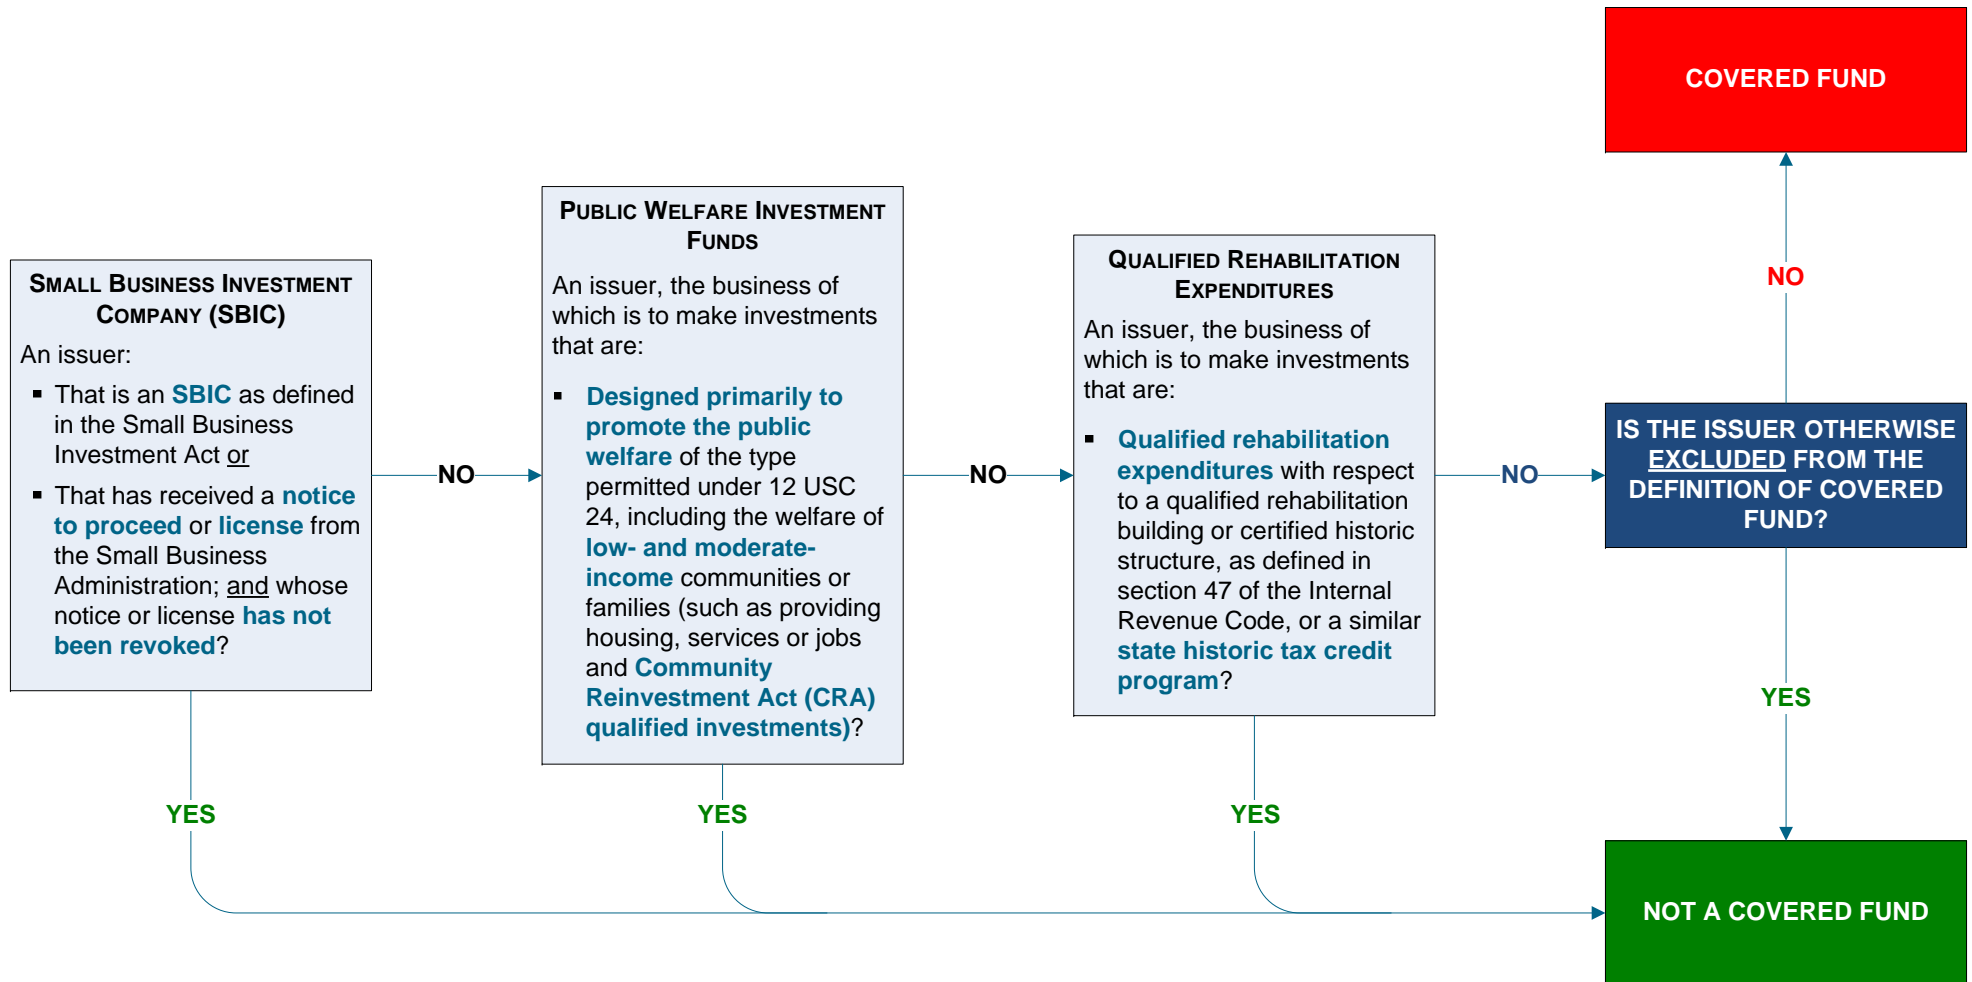 COVERED FUND
NO
SMALL BUSINESS INVESTMENT
COMPANY (SBIC)
An issuer:
▪ That is an SBIC as defined
in the Small Business
Investment Act or
▪ That has received a notice
to proceed or license from
the Small Business
Administration; and whose
notice or license has not
been revoked?
NO
PUBLIC WELFARE INVESTMENT
FUNDS
An issuer, the business of
which is to make investments
that are:
▪ Designed primarily to
promote the public
welfare of the type
permitted under 12 USC
24, including the welfare of
low- and moderate-
income communities or
families (such as providing
housing, services or jobs
and Community
Reinvestment Act (CRA)
qualified investments)?
NO
QUALIFIED REHABILITATION
EXPENDITURES
An issuer, the business of
which is to make investments
that are:
▪ Qualified rehabilitation
expenditures with respect
to a qualified rehabilitation
building or certified historic
structure, as defined in
section 47 of the Internal
Revenue Code, or a similar
state historic tax credit
program?
NO
IS THE ISSUER OTHERWISE
EXCLUDED FROM THE
DEFINITION OF COVERED
FUND?
YES
YES
YES
YES
NOT A COVERED FUND